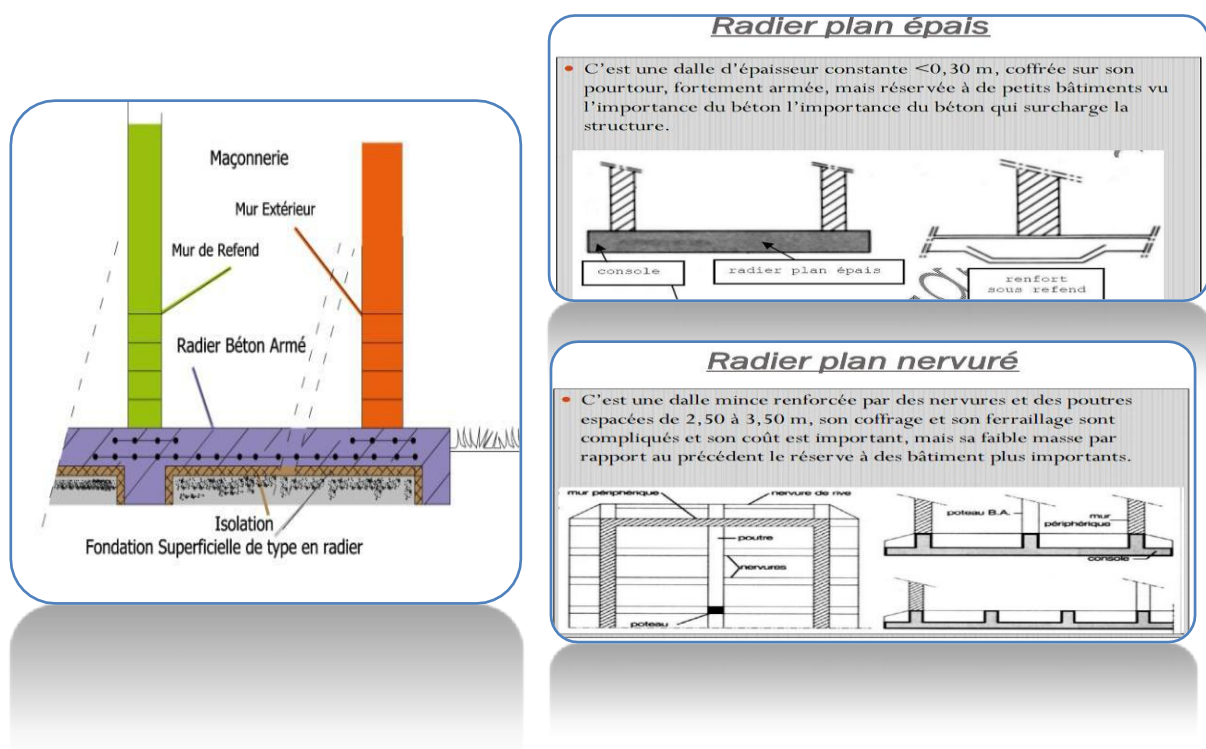 Maçonnerie
Mur Extérieur
Mur de Refend
Radier Béton Armé
Isolation
Fondation Superficielle de type en radier
Radier plan épais
• C'est une dalle d'épaisseur constante <0,30 m, coffrée sur son
pourtour, fortement armée, mais réservée à de petits bâtiments vu
l'importance du béton l'importance du béton qui surcharge la
structure.
console
radier plan épais
renfort
sous refend
Radier plan nervuré
• C'est une dalle mince renforcée par des nervures et des poutres
espacées de 2,50 à 3,50 m, son coffrage et son ferraillage sont
compliqués et son coût est important, mais sa faible masse par
rapport au précédent le réserve à des bâtiment plus importants.
mur périphérique
nervure de rive
poutre
nervures
poteau
poteau B.A.
mur
périphérique
console